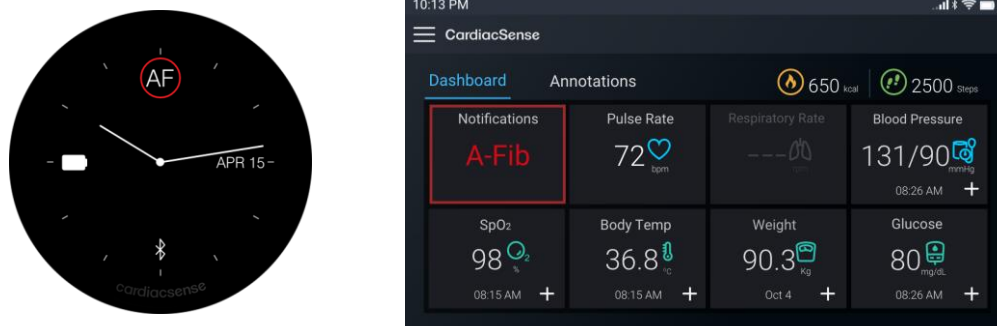 AF
APR 15
cardiacsense
10:13 PM
CardiacSense
Dashboard Annotations 650 kcal 2500 Steps
Notifications Pulse Rate Respiratory Rate Blood Pressure
A-Fib 72 bpm --- rpm 131/90 mmHg
08:26 AM +
SpO2 Body Temp Weight Glucose
98 O2 % 36.8 °C 90.3 Kg 80 mg/dL
08:15 AM + 08:15 AM + Oct 4 + 08:26 AM +